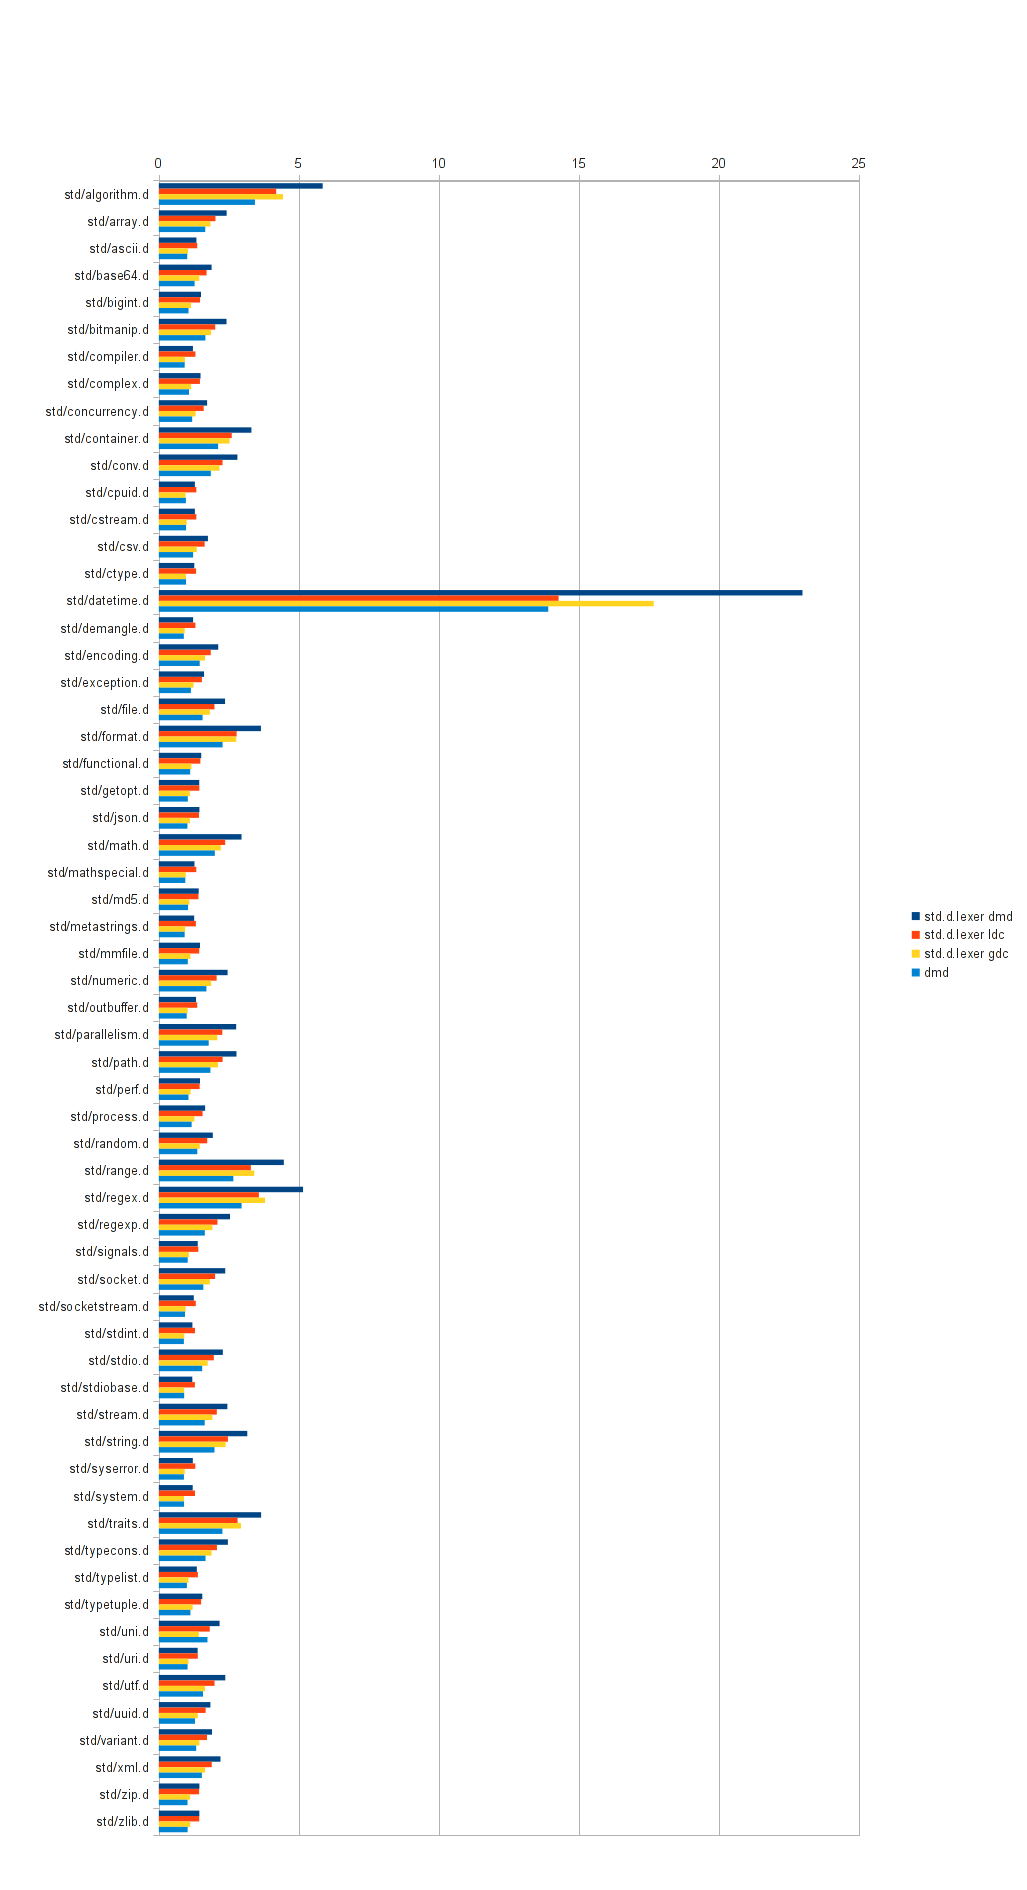 0 5 10 15 20 25
std/algorithm.d
std/array.d
std/ascii.d
std/base64.d
std/bigint.d
std/bitmanip.d
std/compiler.d
std/complex.d
std/concurrency.d
std/container.d
std/conv.d
std/cpuid.d
std/cstream.d
std/csv.d
std/ctype.d
std/datetime.d
std/demangle.d
std/encoding.d
std/exception.d
std/file.d
std/format.d
std/functional.d
std/getopt.d
std/json.d
std/math.d
std/mathspecial.d
std/md5.d
std/metastrings.d
std/mmfile.d
std/numeric.d
std/outbuffer.d
std/parallelism.d
std/path.d
std/perf.d
std/process.d
std/random.d
std/range.d
std/regex.d
std/regexp.d
std/signals.d
std/socket.d
std/socketstream.d
std/stdint.d
std/stdio.d
std/stdiobase.d
std/stream.d
std/string.d
std/syserror.d
std/system.d
std/traits.d
std/typecons.d
std/typelist.d
std/typetuple.d
std/uni.d
std/uri.d
std/utf.d
std/uuid.d
std/variant.d
std/xml.d
std/zip.d
std/zlib.d
std.d.lexer dmd
std.d.lexer ldc
std.d.lexer gdc
dmd